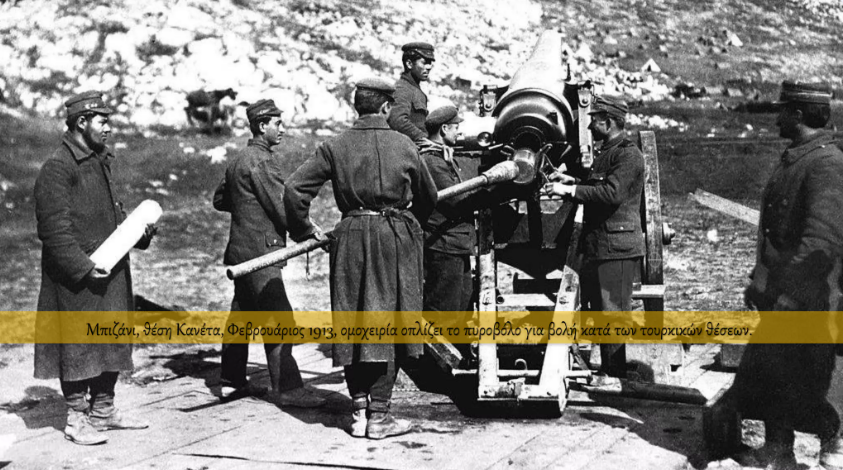 Μπιζάνι, θέση Κανέτα, Φεβρουάριος 1913, ομοχειρία οπλίζει το πυροβόλο για βολή κατά των τουρκικών θέσεων.